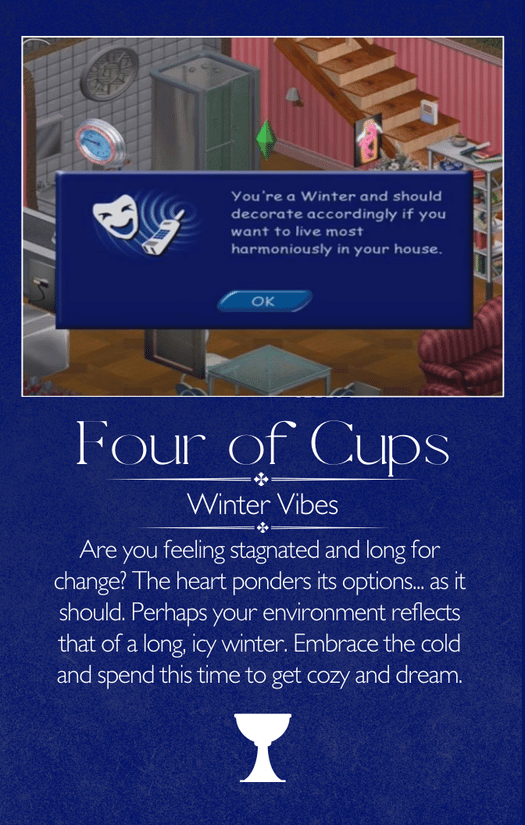 You're a Winter and should
decorate accordingly if you
want to live most
harmoniously in your house.
OK
Four of Cups
Winter Vibes
Are you feeling stagnated and long for
change? The heart ponders its options... as it
should. Perhaps your environment reflects
that of a long, icy winter. Embrace the cold
and spend this time to get cozy and dream.